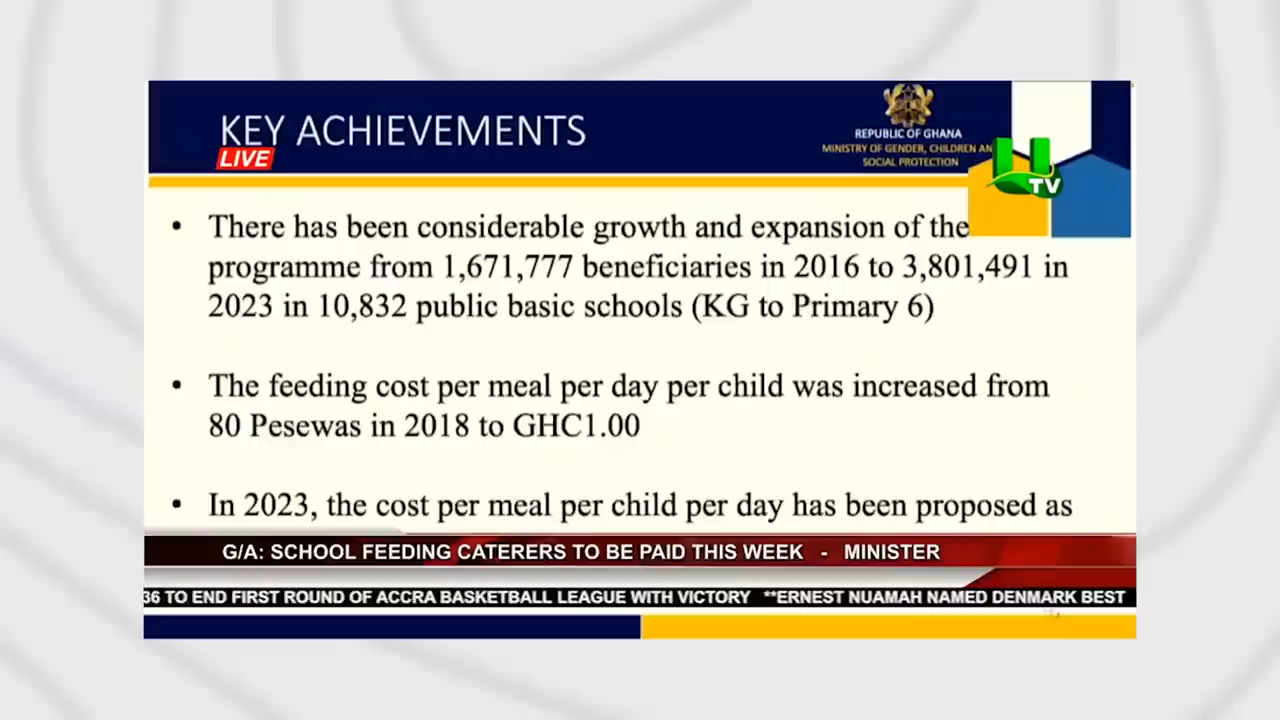 KEY ACHIEVEMENTS
LIVE
REPUBLIC OF GHANA
MINISTRY OF GENDER, CHILDREN AN
SOCIAL PROTECTION
U
TV
• There has been considerable growth and expansion of the
programme from 1,671,777 beneficiaries in 2016 to 3,801,491 in
2023 in 10,832 public basic schools (KG to Primary 6)
• The feeding cost per meal per day per child was increased from
80 Pesewas in 2018 to GHC1.00
• In 2023, the cost per meal per child per day has been proposed as
G/A: SCHOOL FEEDING CATERERS TO BE PAID THIS WEEK - MINISTER
36 TO END FIRST ROUND OF ACCRA BASKETBALL LEAGUE WITH VICTORY **ERNEST NUAMAH NAMED DENMARK BEST